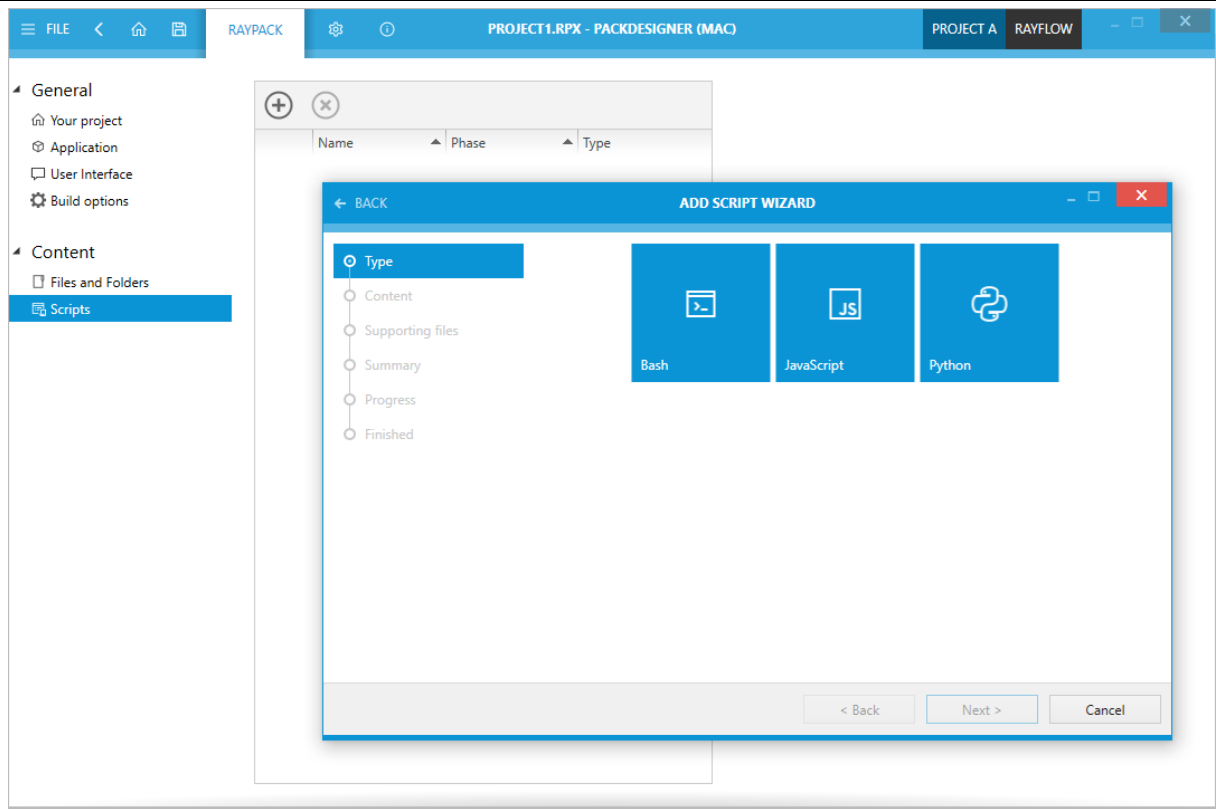 FILE RAYPACK PROJECT1.RPX - PACKDESIGNER (MAC) PROJECT A RAYFLOW
General
Your project
Application
User Interface
Build options
Content
Files and Folders
Scripts
Name Phase Type
BACK ADD SCRIPT WIZARD
Type
Content
Supporting files
Summary
Progress
Finished
>_ JS
Bash JavaScript Python
< Back Next > Cancel